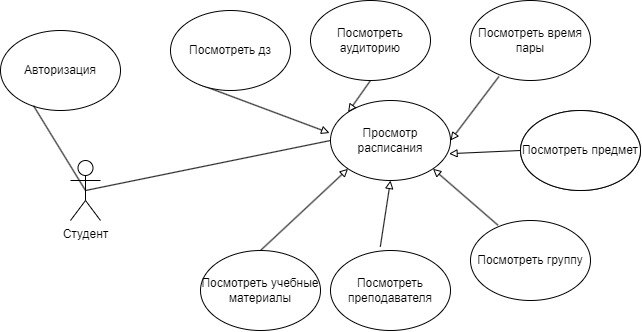 Авторизация
Посмотреть дз
Посмотреть
аудиторию
Посмотреть время
пары
Просмотр
расписания
Посмотреть предмет
Студент
Посмотреть учебные
материалы
Посмотреть
преподавателя
Посмотреть группу